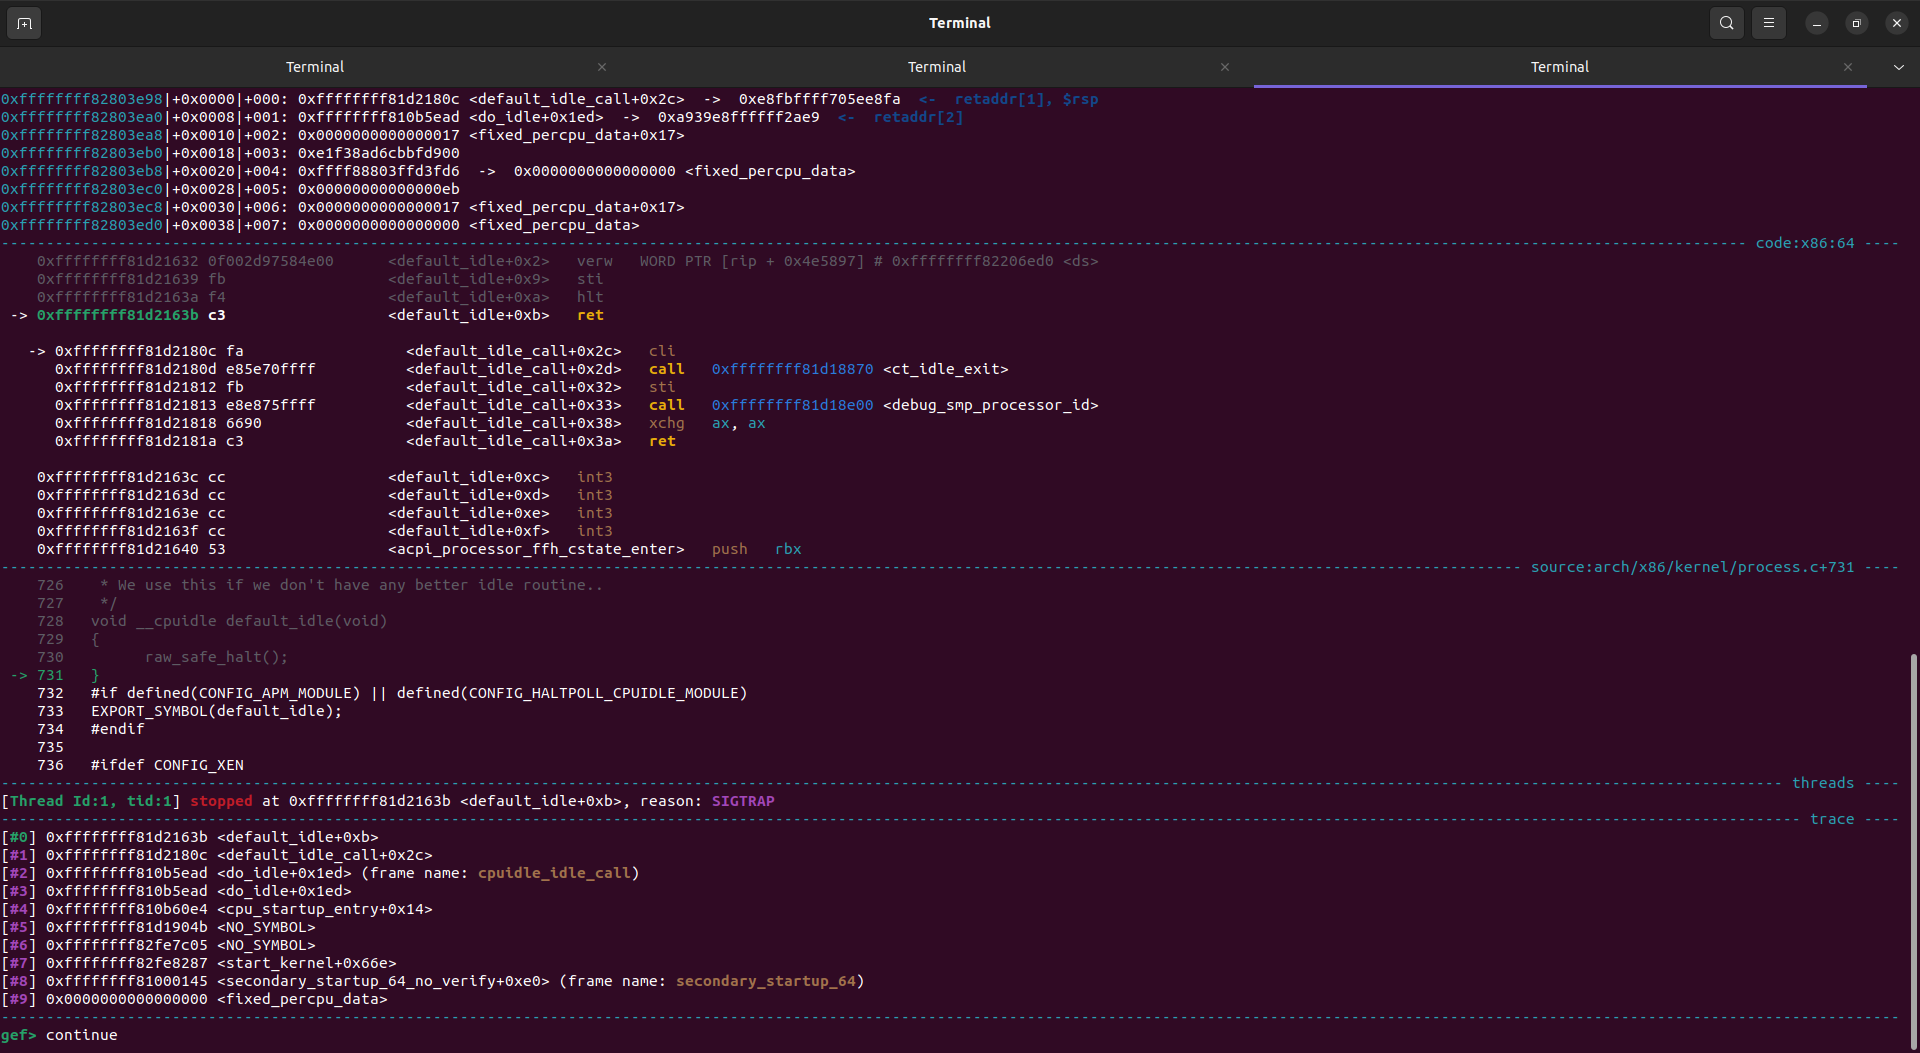 Terminal
Terminal Terminal Terminal
0xffffffff82803e98|+0x0000|+000: 0xffffffff81d2180c <default_idle_call+0x2c>  ->  0xe8fbffff705ee8fa  <-  retaddr[1], $rsp
0xffffffff82803ea0|+0x0008|+001: 0xffffffff810b5ead <do_idle+0x1ed>  ->  0xa939e8ffffff2ae9  <-  retaddr[2]
0xffffffff82803ea8|+0x0010|+002: 0x0000000000000017 <fixed_percpu_data+0x17>
0xffffffff82803eb0|+0x0018|+003: 0xe1f38ad6cbbfd900
0xffffffff82803eb8|+0x0020|+004: 0xffff88803ffd3fd6  ->  0x0000000000000000 <fixed_percpu_data>
0xffffffff82803ec0|+0x0028|+005: 0x00000000000000eb
0xffffffff82803ec8|+0x0030|+006: 0x0000000000000017 <fixed_percpu_data+0x17>
0xffffffff82803ed0|+0x0038|+007: 0x0000000000000000 <fixed_percpu_data>
code:x86:64 ----
0xffffffff81d21632 0f002d97584e00      <default_idle+0x2>   verw   WORD PTR [rip + 0x4e5897] # 0xffffffff82206ed0 <ds>
0xffffffff81d21639 fb                  <default_idle+0x9>   sti
0xffffffff81d2163a f4                  <default_idle+0xa>   hlt
-> 0xffffffff81d2163b c3                  <default_idle+0xb>   ret
-> 0xffffffff81d2180c fa                  <default_idle_call+0x2c>   cli
0xffffffff81d2180d e85e70ffff          <default_idle_call+0x2d>   call   0xffffffff81d18870 <ct_idle_exit>
0xffffffff81d21812 fb                  <default_idle_call+0x32>   sti
0xffffffff81d21813 e8e875ffff          <default_idle_call+0x33>   call   0xffffffff81d18e00 <debug_smp_processor_id>
0xffffffff81d21818 6690                <default_idle_call+0x38>   xchg   ax, ax
0xffffffff81d2181a c3                  <default_idle_call+0x3a>   ret
0xffffffff81d2163c cc                  <default_idle+0xc>   int3
0xffffffff81d2163d cc                  <default_idle+0xd>   int3
0xffffffff81d2163e cc                  <default_idle+0xe>   int3
0xffffffff81d2163f cc                  <default_idle+0xf>   int3
0xffffffff81d21640 53                  <acpi_processor_ffh_cstate_enter>   push   rbx
source:arch/x86/kernel/process.c+731 ----
726    * We use this if we don't have any better idle routine..
727    */
728   void __cpuidle default_idle(void)
729   {
730         raw_safe_halt();
-> 731   }
732   #if defined(CONFIG_APM_MODULE) || defined(CONFIG_HALTPOLL_CPUIDLE_MODULE)
733   EXPORT_SYMBOL(default_idle);
734   #endif
735
736   #ifdef CONFIG_XEN
threads ----
[Thread Id:1, tid:1] stopped at 0xffffffff81d2163b <default_idle+0xb>, reason: SIGTRAP
trace ----
[#0] 0xffffffff81d2163b <default_idle+0xb>
[#1] 0xffffffff81d2180c <default_idle_call+0x2c>
[#2] 0xffffffff810b5ead <do_idle+0x1ed> (frame name: cpuidle_idle_call)
[#3] 0xffffffff810b5ead <do_idle+0x1ed>
[#4] 0xffffffff810b60e4 <cpu_startup_entry+0x14>
[#5] 0xffffffff81d1904b <NO_SYMBOL>
[#6] 0xffffffff82fe7c05 <NO_SYMBOL>
[#7] 0xffffffff82fe8287 <start_kernel+0x66e>
[#8] 0xffffffff81000145 <secondary_startup_64_no_verify+0xe0> (frame name: secondary_startup_64)
[#9] 0x0000000000000000 <fixed_percpu_data>
gef> continue